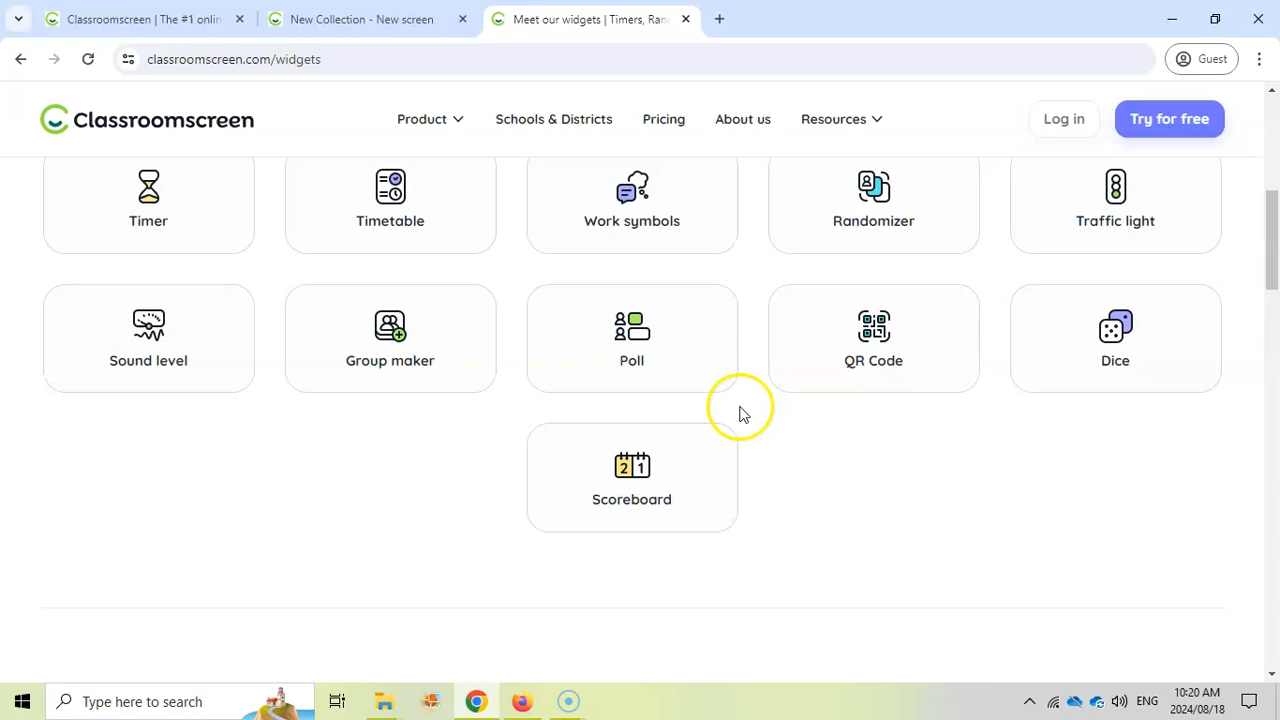 Classroomscreen | The #1 onlin
New Collection - New screen
Meet our widgets | Timers, Ran
classroomscreen.com/widgets
Guest
Classroomscreen
Product
Schools & Districts
Pricing
About us
Resources
Log in
Try for free
Timer
Timetable
Work symbols
Randomizer
Traffic light
Sound level
Group maker
Poll
QR Code
Dice
2 1
Scoreboard
Type here to search
ENG
10:20 AM
2024/08/18